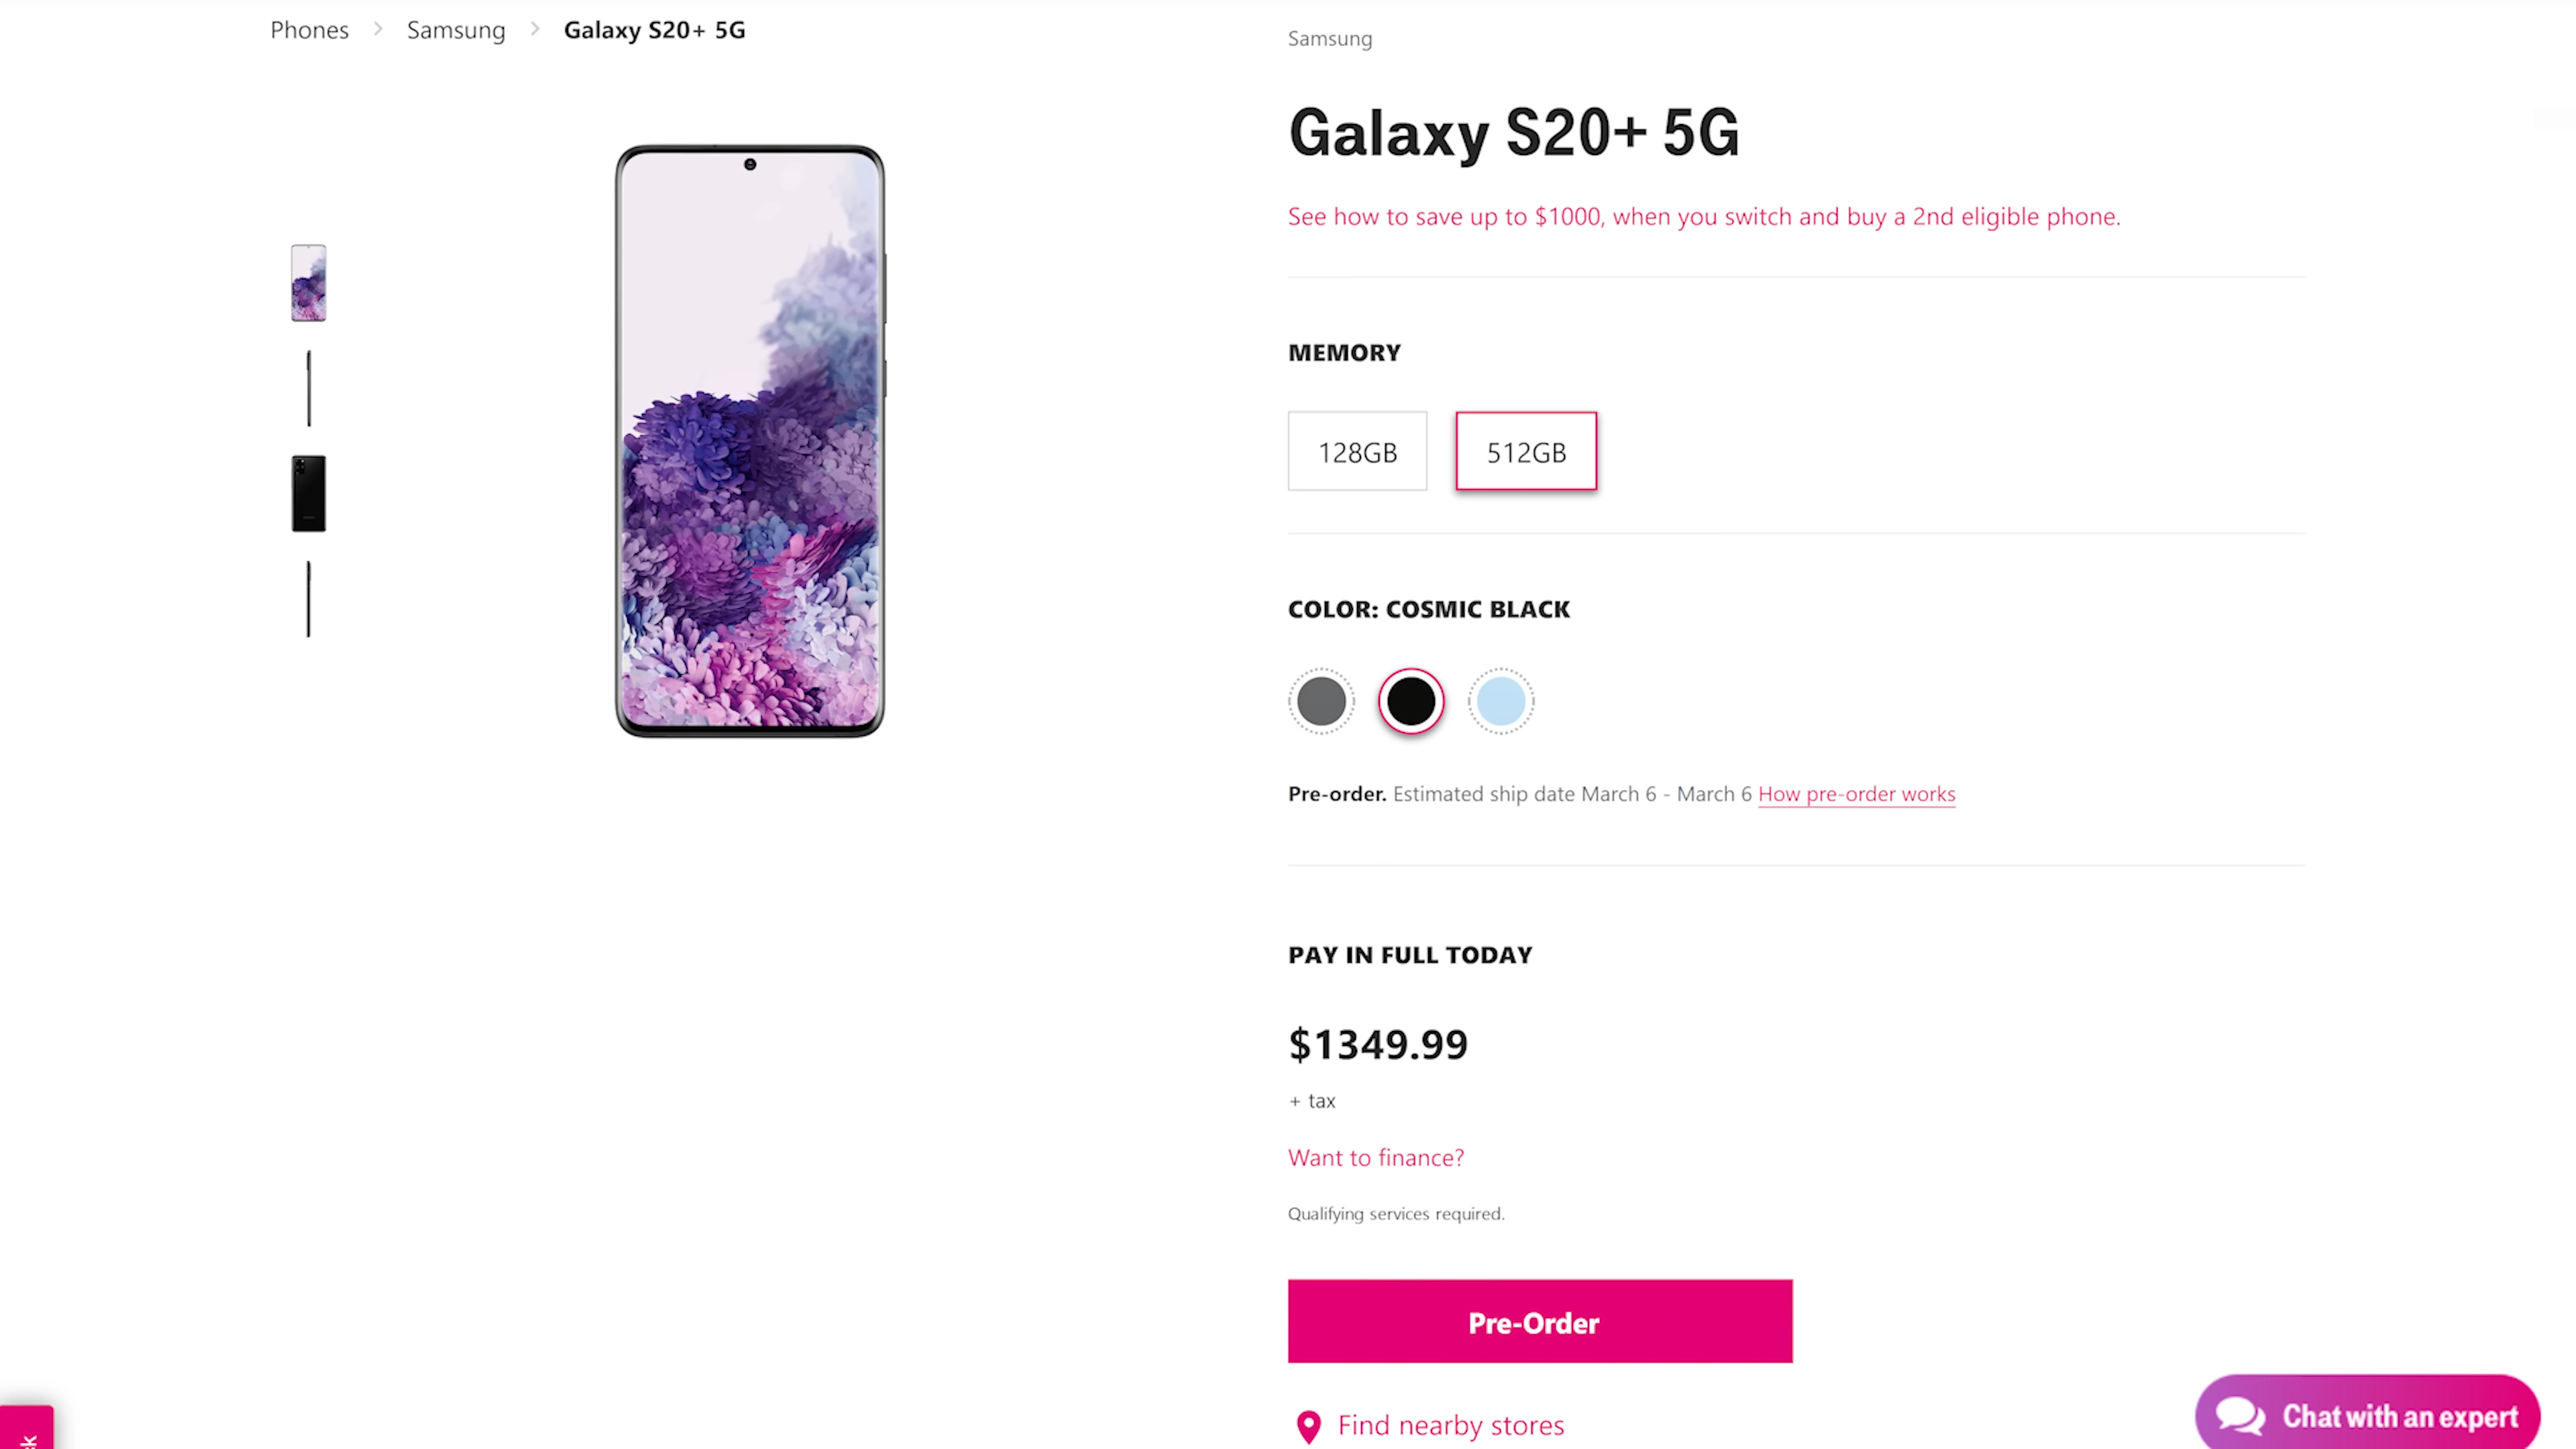 Phones > Samsung > Galaxy S20+ 5G
Samsung
Galaxy S20+ 5G
See how to save up to $1000, when you switch and buy a 2nd eligible phone.
MEMORY
128GB 512GB
COLOR: COSMIC BLACK
Pre-order. Estimated ship date March 6 - March 6 How pre-order works
PAY IN FULL TODAY
$1349.99
+ tax
Want to finance?
Qualifying services required.
Pre-Order
Find nearby stores
Chat with an expert